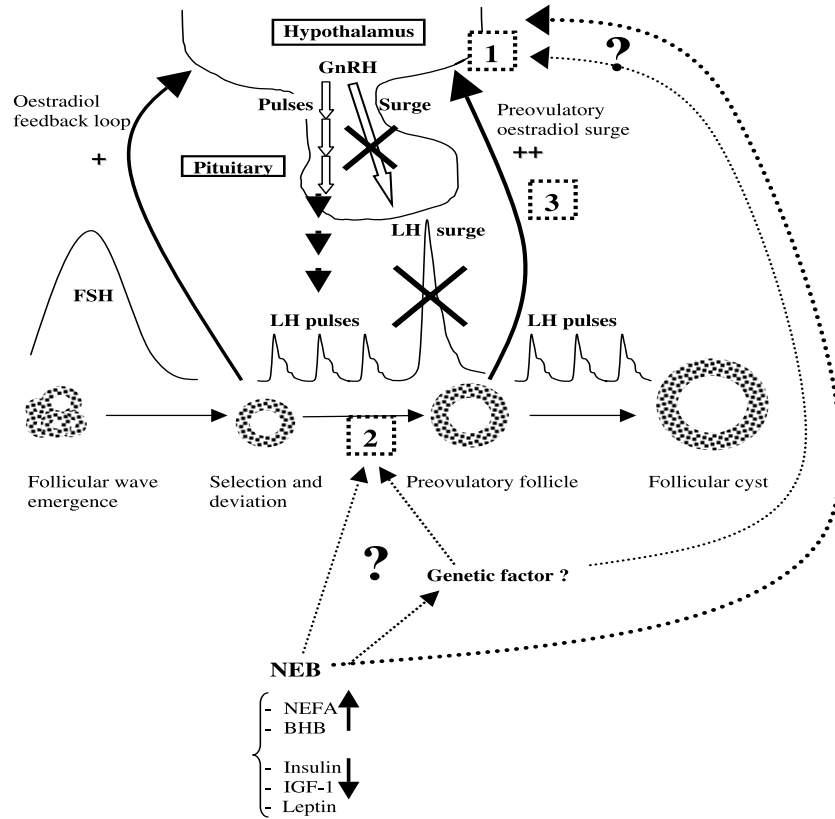 Hypothalamus
1
?
GnRH
Oestradiol
feedback loop
+
Pulses
Surge
Preovulatory
oestradiol surge
++
Pituitary
3
LH surge
FSH
LH pulses
LH pulses
2
Follicular wave
emergence
Selection and
deviation
Preovulatory follicle
Follicular cyst
?
Genetic factor ?
NEB
- NEFA
- BHB
- Insulin
- IGF-1
- Leptin